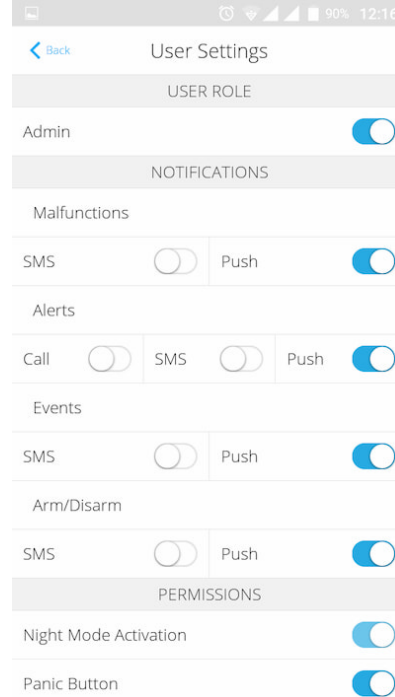 90% 12:16
Back User Settings
USER ROLE
Admin
NOTIFICATIONS
Malfunctions
SMS Push
Alerts
Call SMS Push
Events
SMS Push
Arm/Disarm
SMS Push
PERMISSIONS
Night Mode Activation
Panic Button